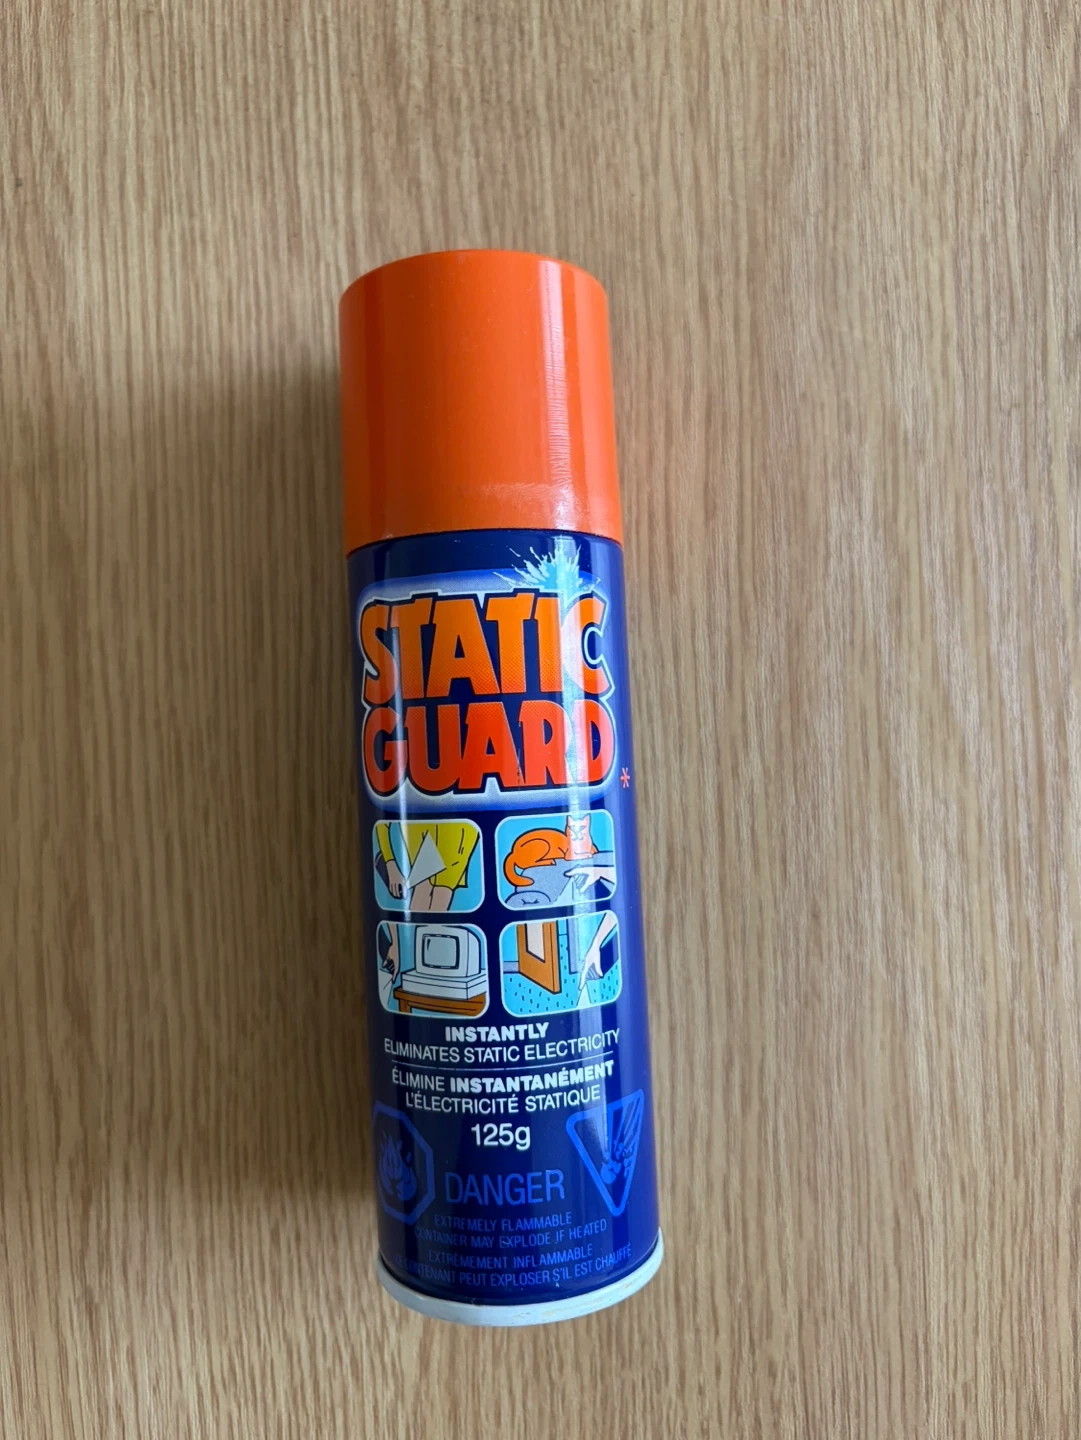 STATIC
GUARD*
INSTANTLY
ELIMINATES STATIC ELECTRICITY
ÉLIMINE INSTANTANÉMENT
L'ÉLECTRICITÉ STATIQUE
125g
DANGER
EXTREMELY FLAMMABLE
CONTAINER MAY EXPLODE IF HEATED
EXTRÊMEMENT INFLAMMABLE
CONTENANT PEUT EXPLOSER S'IL EST CHAUFFÉ